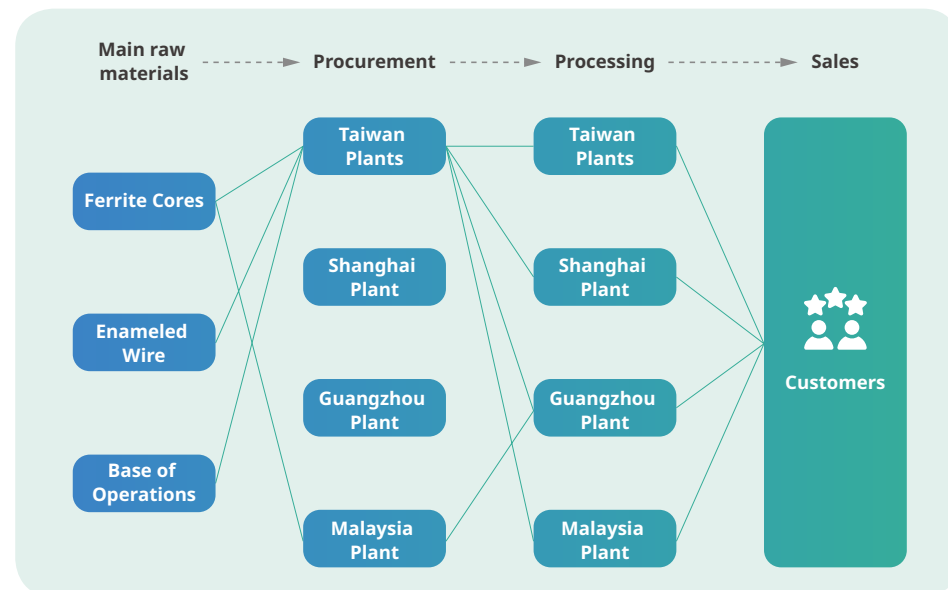 Main raw
materials
Procurement
Processing
Sales
Ferrite Cores
Enameled
Wire
Base of
Operations
Taiwan
Plants
Shanghai
Plant
Guangzhou
Plant
Malaysia
Plant
Taiwan
Plants
Shanghai
Plant
Guangzhou
Plant
Malaysia
Plant
Customers